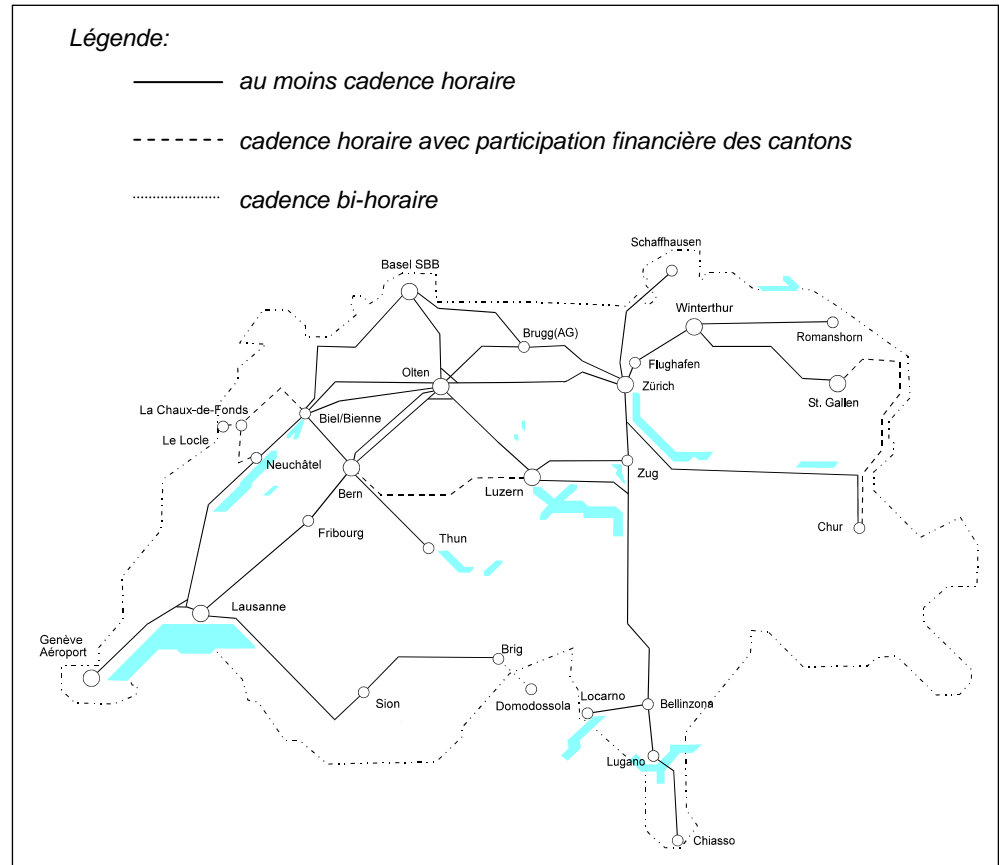 Légende:
au moins cadence horaire
cadence horaire avec participation financière des cantons
cadence bi-horaire
Schaffhausen
Basel SBB
Winterthur
Romanshorn
Brugg(AG)
Flughafen
Olten
Zürich
St. Gallen
La Chaux-de-Fonds
Biel/Bienne
Le Locle
Neuchâtel
Zug
Bern
Luzern
Chur
Fribourg
Thun
Lausanne
Genève
Aéroport
Brig
Sion
Domodossola
Locarno
Bellinzona
Lugano
Chiasso